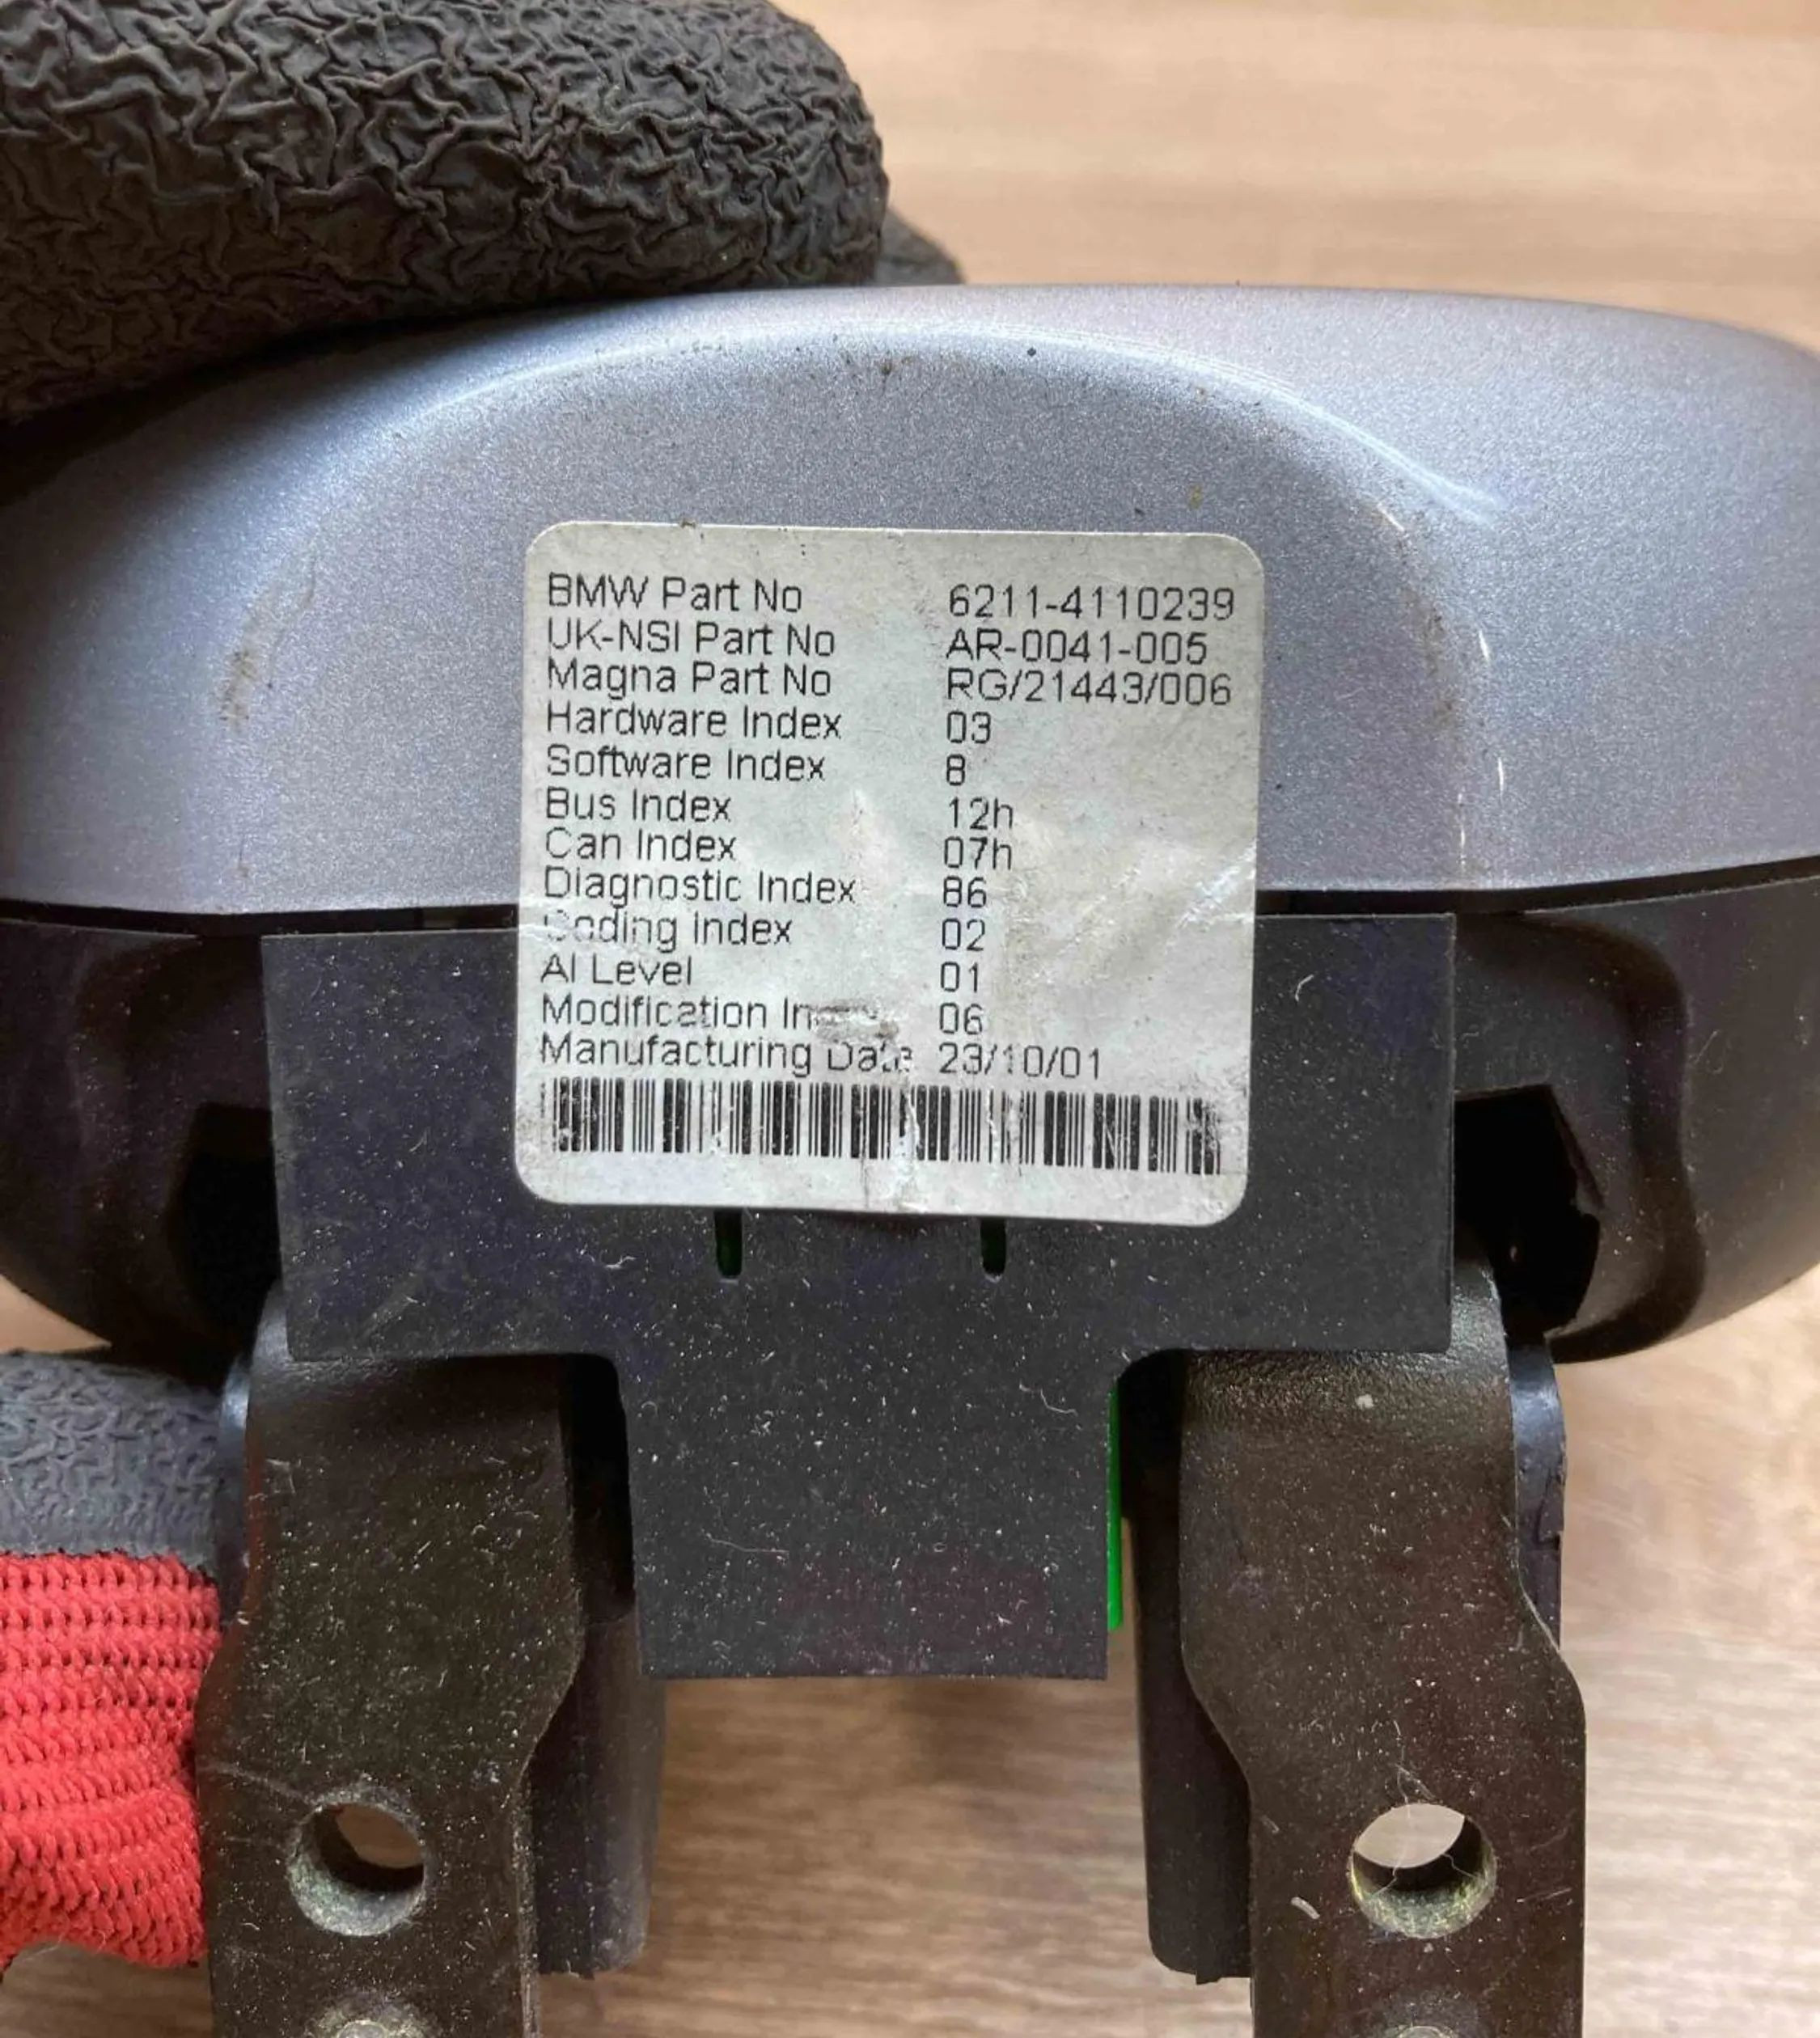 BMW Part No 6211-4110239
UK-NSI Part No AR-0041-005
Magna Part No RG/21443/006
Hardware Index 03
Software Index 8
Bus Index 12h
Can Index 07h
Diagnostic Index 86
Coding Index 02
AI Level 01
Modification 06
Manufacturing Date 23/10/01